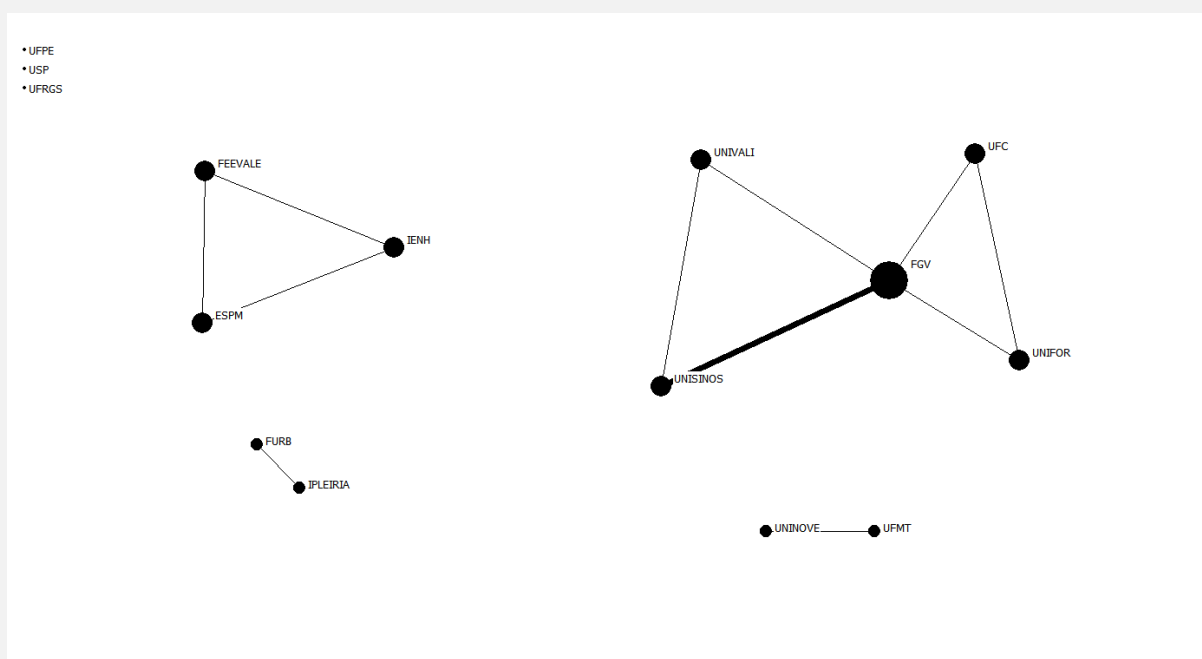 UFPE
USP
UFRGS
UNIVALI
UFC
FEEVALE
IENH
FGV
ESPM
UNIFOR
UNISINOS
FURB
IPLEIRIA
UNINOVE
UFMT